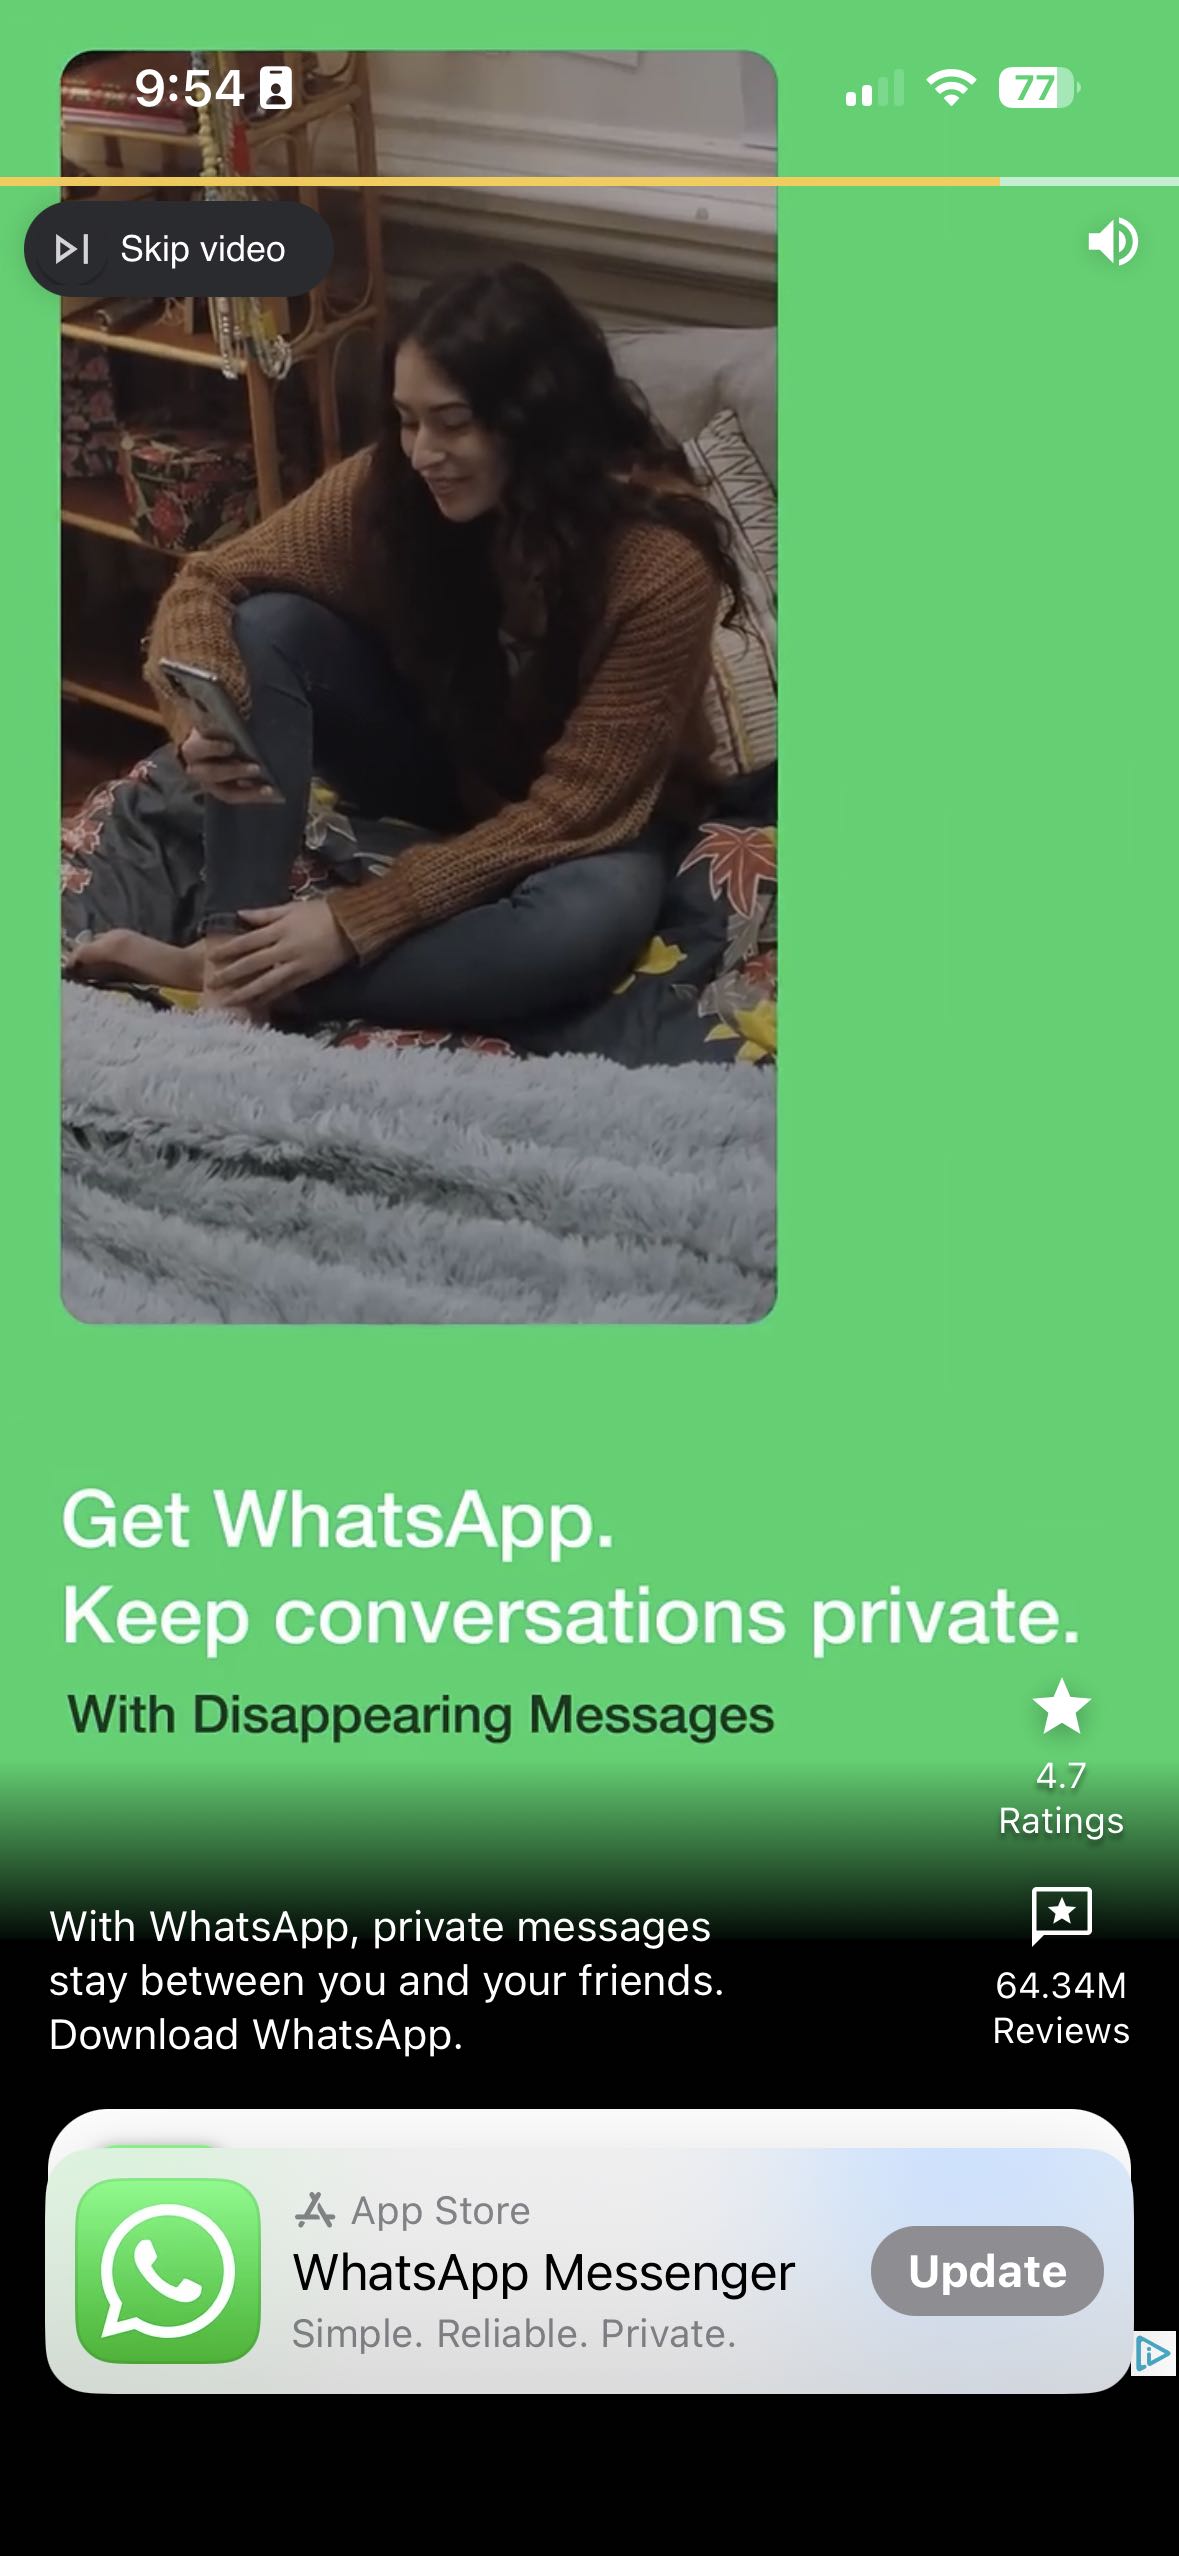 9:54
77
Skip video
Get WhatsApp.
Keep conversations private.
With Disappearing Messages
4.7
Ratings
With WhatsApp, private messages
stay between you and your friends.
Download WhatsApp.
64.34M
Reviews
App Store
WhatsApp Messenger
Simple. Reliable. Private.
Update